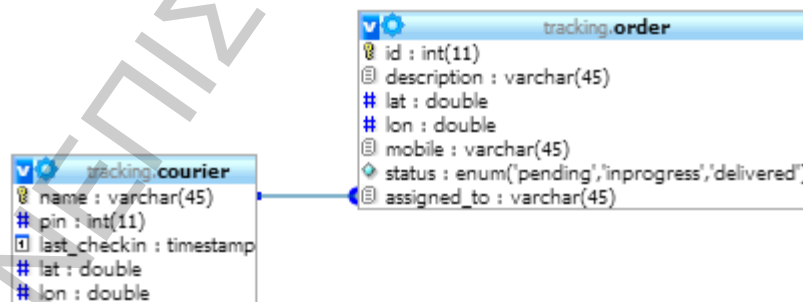 tracking.order
id : int(11)
description : varchar(45)
lat : double
lon : double
mobile : varchar(45)
status : enum('pending','inprogress','delivered')
assigned_to : varchar(45)
tracking.courier
name : varchar(45)
pin : int(11)
last_checkin : timestamp
lat : double
lon : double
ΝΕΠΙΣ